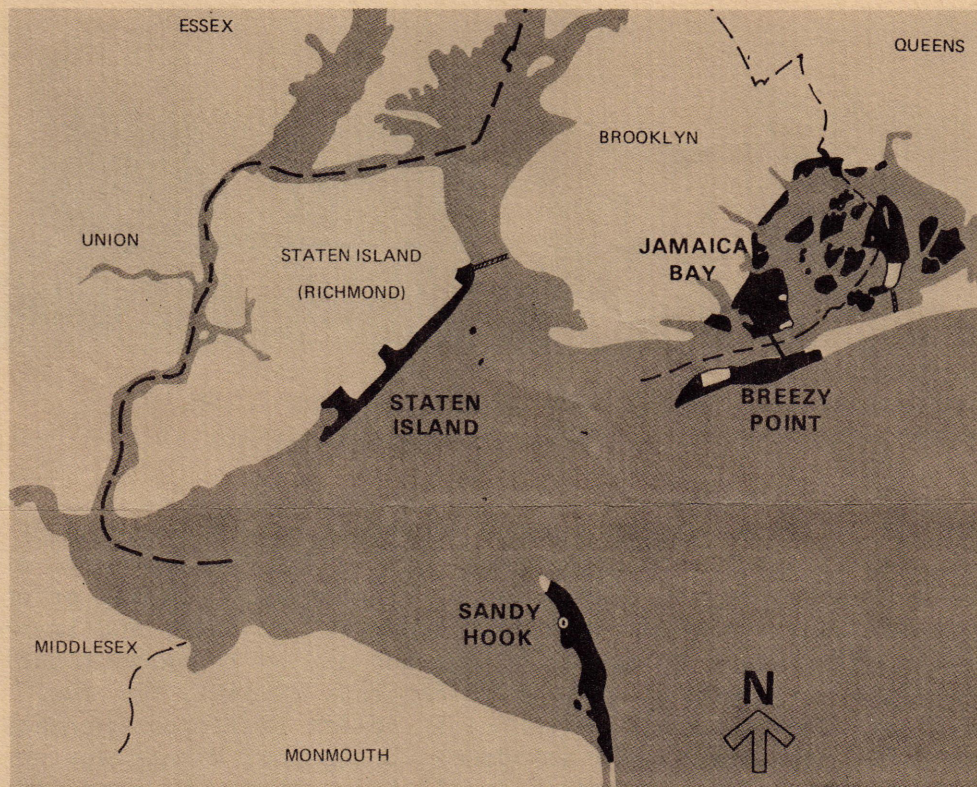 ESSEX
QUEENS
BROOKLYN
UNION
STATEN ISLAND
(RICHMOND)
JAMAICA
BAY
STATEN
ISLAND
BREEZY
POINT
SANDY
HOOK
MIDDLESEX
N
MONMOUTH